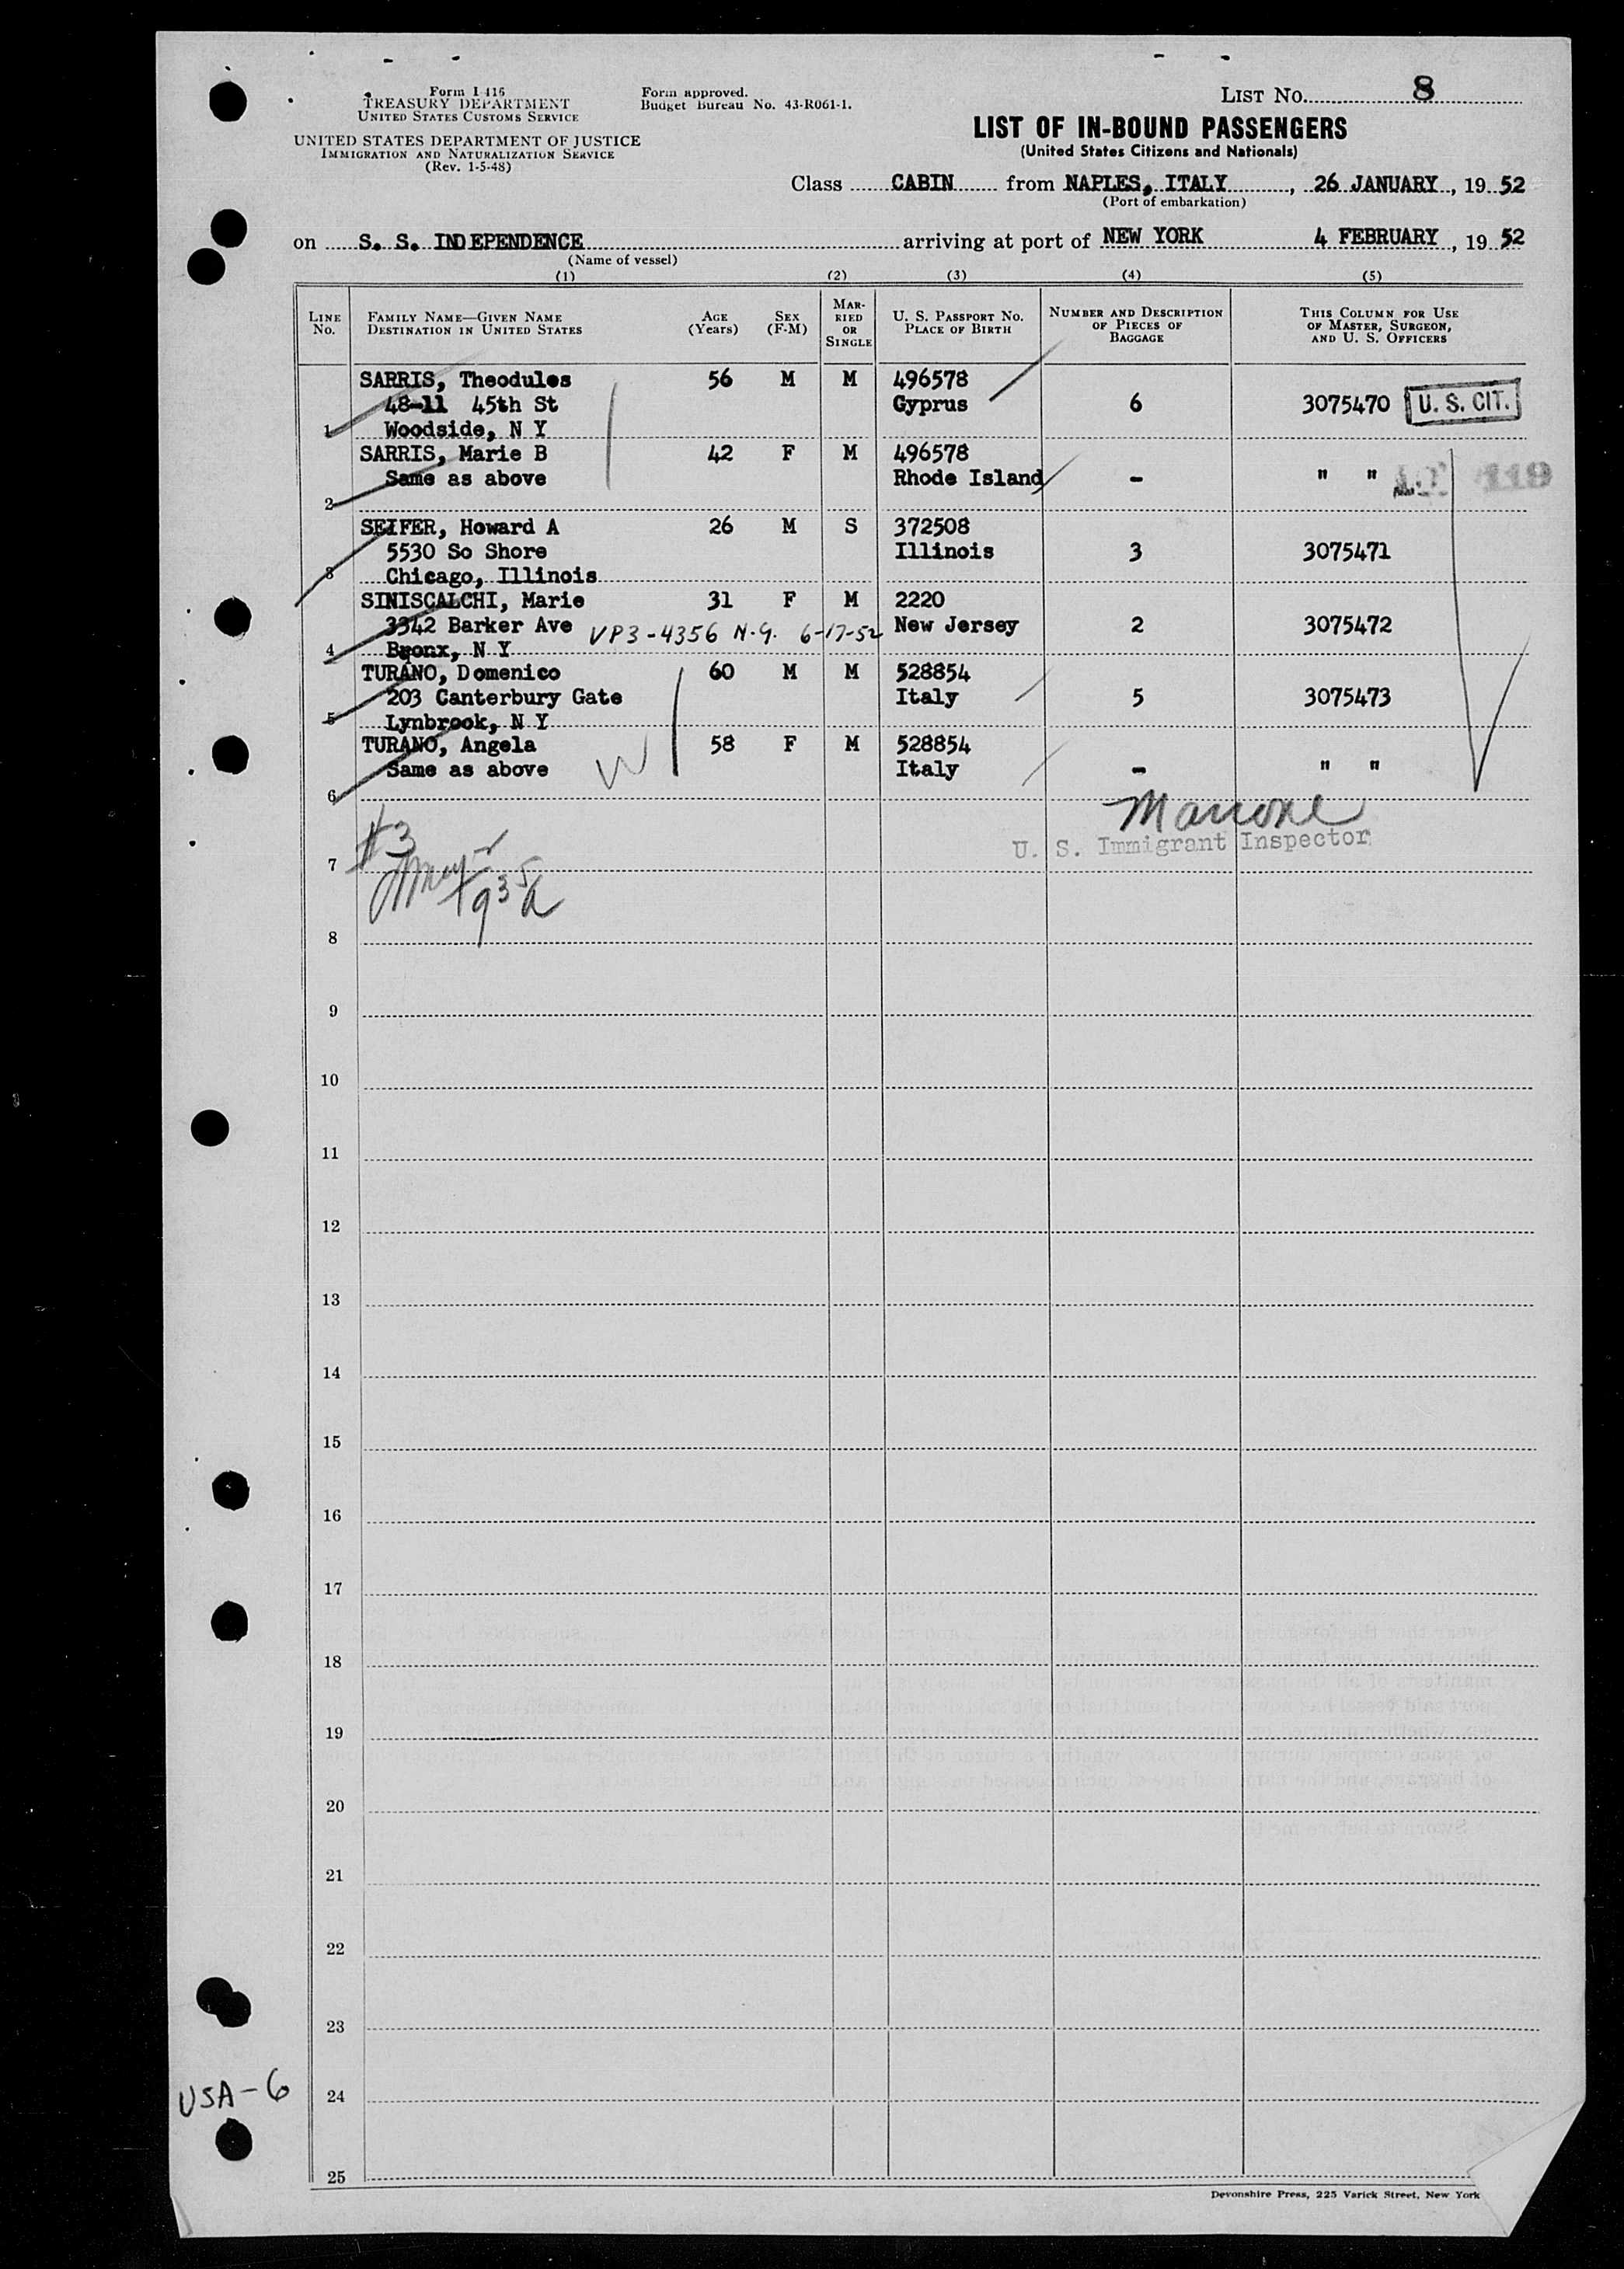 Form I-416
TREASURY DEPARTMENT
UNITED STATES CUSTOMS SERVICE
UNITED STATES DEPARTMENT OF JUSTICE
IMMIGRATION AND NATURALIZATION SERVICE
(Rev. 1-5-48)
Form approved.
Budget Bureau No. 43-R061-1.
LIST No. 8
LIST OF IN-BOUND PASSENGERS
(United States Citizens and Nationals)
Class CABIN from NAPLES, ITALY, 26 JANUARY, 19 52
(Port of embarkation)
on S. S. INDEPENDENCE arriving at port of NEW YORK 4 FEBRUARY, 19 52
(Name of vessel)
(1) (2) (3) (4) (5)
LINE No. FAMILY NAME—GIVEN NAME DESTINATION IN UNITED STATES AGE (Years) SEX (F-M) MARRIED OR SINGLE U. S. PASSPORT No. PLACE OF BIRTH NUMBER AND DESCRIPTION OF PIECES OF BAGGAGE THIS COLUMN FOR USE OF MASTER, SURGEON, AND U. S. OFFICERS
SARRIS, Theodules 56 M M 496578
48-11 45th St Gyprus 6 3075470 U. S. CIT.
1 Woodside, N Y
SARRIS, Marie B 42 F M 496578
Same as above Rhode Island - " " 119
2
SEIFER, Howard A 26 M S 372508
5530 So Shore Illinois 3 3075471
3 Chicago, Illinois
SINISCALCHI, Marie 31 F M 2220
3342 Barker Ave VP3-4356 N.G. 6-17-52 New Jersey 2 3075472
4 Bronx, N Y
TURANO, Domenico 60 M M 528854
203 Canterbury Gate Italy 5 3075473
5 Lynbrook, N Y
TURANO, Angela 58 F M 528854
Same as above Italy - " "
6
Marrone
U. S. Immigrant Inspector
#3
7
8
9
10
11
12
13
14
15
16
17
18
19
20
21
22
23
USA-6
24
25
Devonshire Press, 225 Varick Street, New York